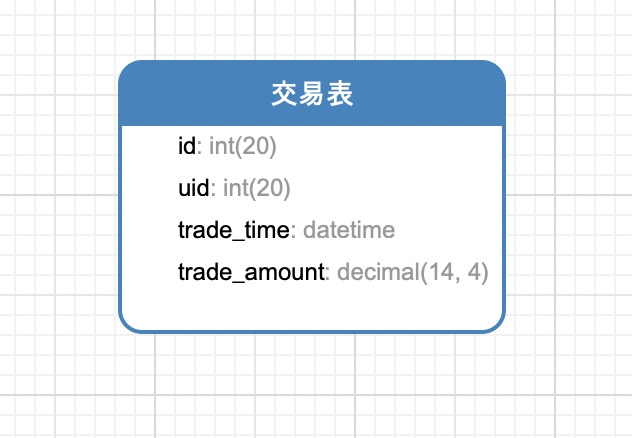 交易表
id: int(20)
uid: int(20)
trade_time: datetime
trade_amount: decimal(14, 4)